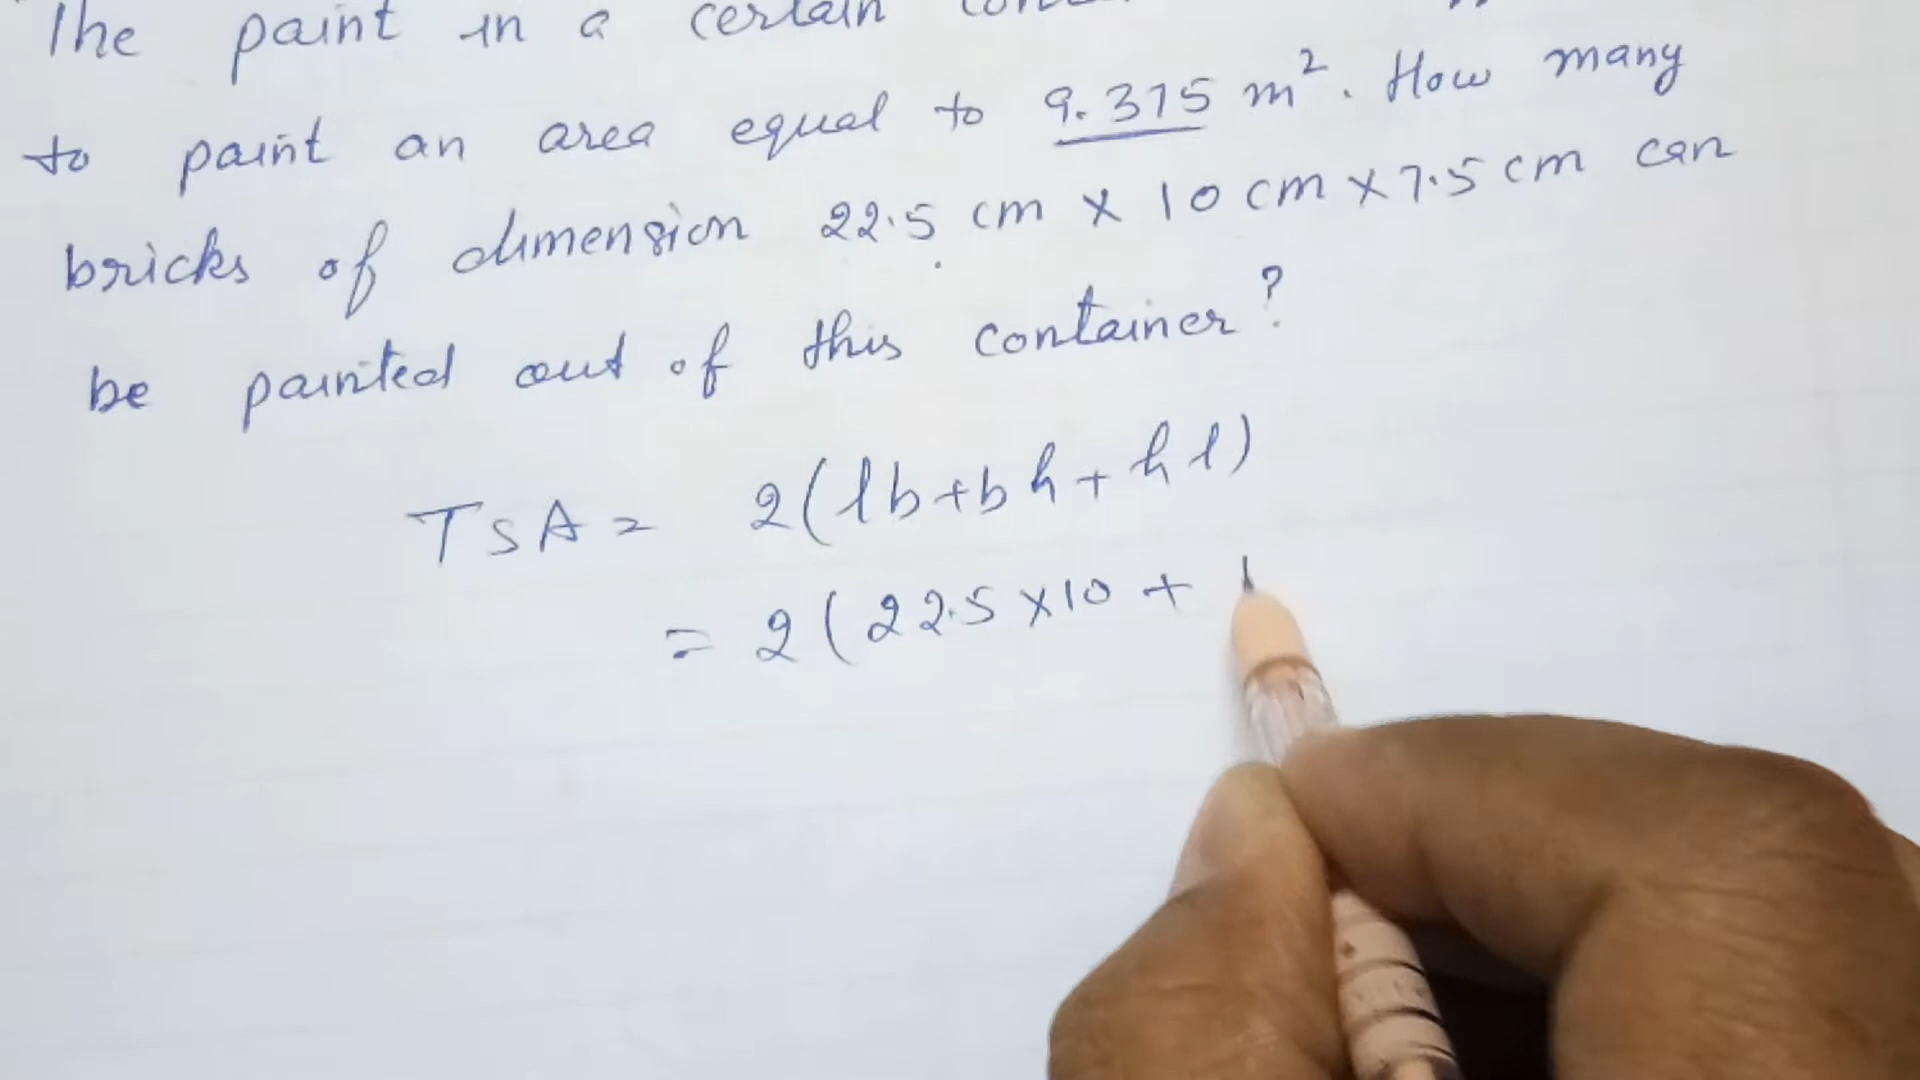 The paint in a certain
to paint an area equal to 9.375 m². How many
bricks of dimension 22.5 cm × 10 cm × 7.5 cm can
be painted out of this container?
TSA = 2(lb+bh+hl)
= 2(22.5×10 +